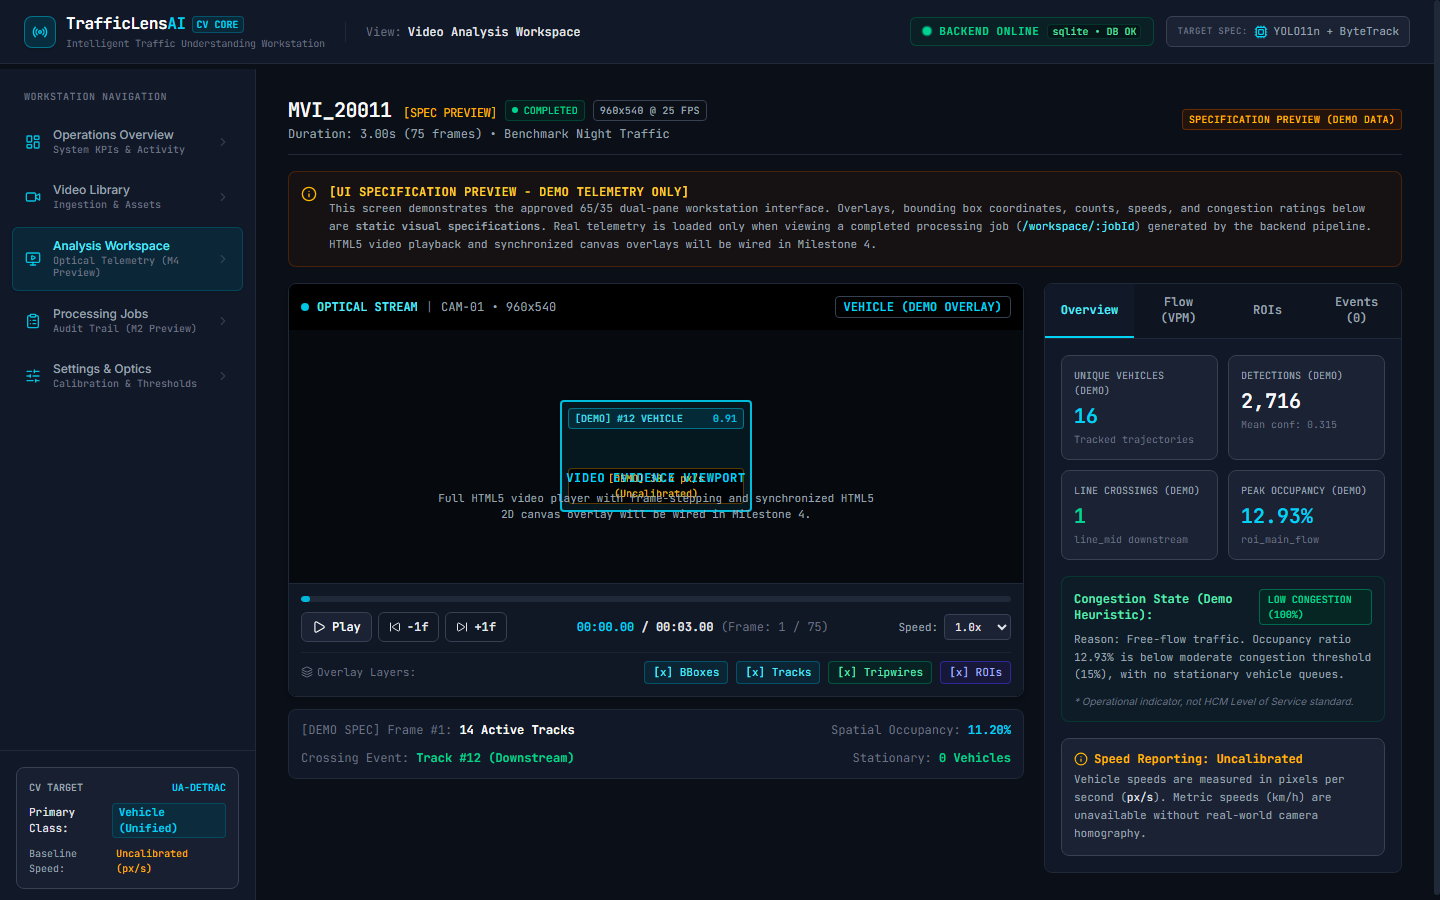 TrafficLensAI CV CORE
Intelligent Traffic Understanding Workstation
View: Video Analysis Workspace
BACKEND ONLINE sqlite • DB OK
TARGET SPEC: YOLO11n + ByteTrack
WORKSTATION NAVIGATION
Operations Overview
System KPIs & Activity
Video Library
Ingestion & Assets
Analysis Workspace
Optical Telemetry (M4
Preview)
Processing Jobs
Audit Trail (M2 Preview)
Settings & Optics
Calibration & Thresholds
CV TARGET UA-DETRAC
Primary
Class:
Vehicle
(Unified)
Baseline
Speed:
Uncalibrated
(px/s)
MVI_20011 [SPEC PREVIEW] COMPLETED 960x540 @ 25 FPS
Duration: 3.00s (75 frames) • Benchmark Night Traffic
SPECIFICATION PREVIEW (DEMO DATA)
[UI SPECIFICATION PREVIEW - DEMO TELEMETRY ONLY]
This screen demonstrates the approved 65/35 dual-pane workstation interface. Overlays, bounding box coordinates, counts, speeds, and congestion ratings below
are static visual specifications. Real telemetry is loaded only when viewing a completed processing job (/workspace/:jobId) generated by the backend pipeline.
HTML5 video playback and synchronized canvas overlays will be wired in Milestone 4.
OPTICAL STREAM | CAM-01 • 960x540
VEHICLE (DEMO OVERLAY)
[DEMO] #12 VEHICLE 0.91
VIDEO EVIDENCE VIEWPORT
(Uncalibrated)
Full HTML5 video player with frame-stepping and synchronized HTML5
2D canvas overlay will be wired in Milestone 4.
Play -1f +1f
00:00.00 / 00:03.00 (Frame: 1 / 75)
Speed: 1.0x
Overlay Layers:
[x] BBoxes [x] Tracks [x] Tripwires [x] ROIs
[DEMO SPEC] Frame #1: 14 Active Tracks
Spatial Occupancy: 11.20%
Crossing Event: Track #12 (Downstream)
Stationary: 0 Vehicles
Overview
Flow
(VPM)
ROIs
Events
(0)
UNIQUE VEHICLES
(DEMO)
16
Tracked trajectories
DETECTIONS (DEMO)
2,716
Mean conf: 0.315
LINE CROSSINGS (DEMO)
1
line_mid downstream
PEAK OCCUPANCY (DEMO)
12.93%
roi_main_flow
Congestion State (Demo
Heuristic):
LOW CONGESTION
(100%)
Reason: Free-flow traffic. Occupancy ratio
12.93% is below moderate congestion threshold
(15%), with no stationary vehicle queues.
* Operational indicator, not HCM Level of Service standard.
Speed Reporting: Uncalibrated
Vehicle speeds are measured in pixels per
second (px/s). Metric speeds (km/h) are
unavailable without real-world camera
homography.